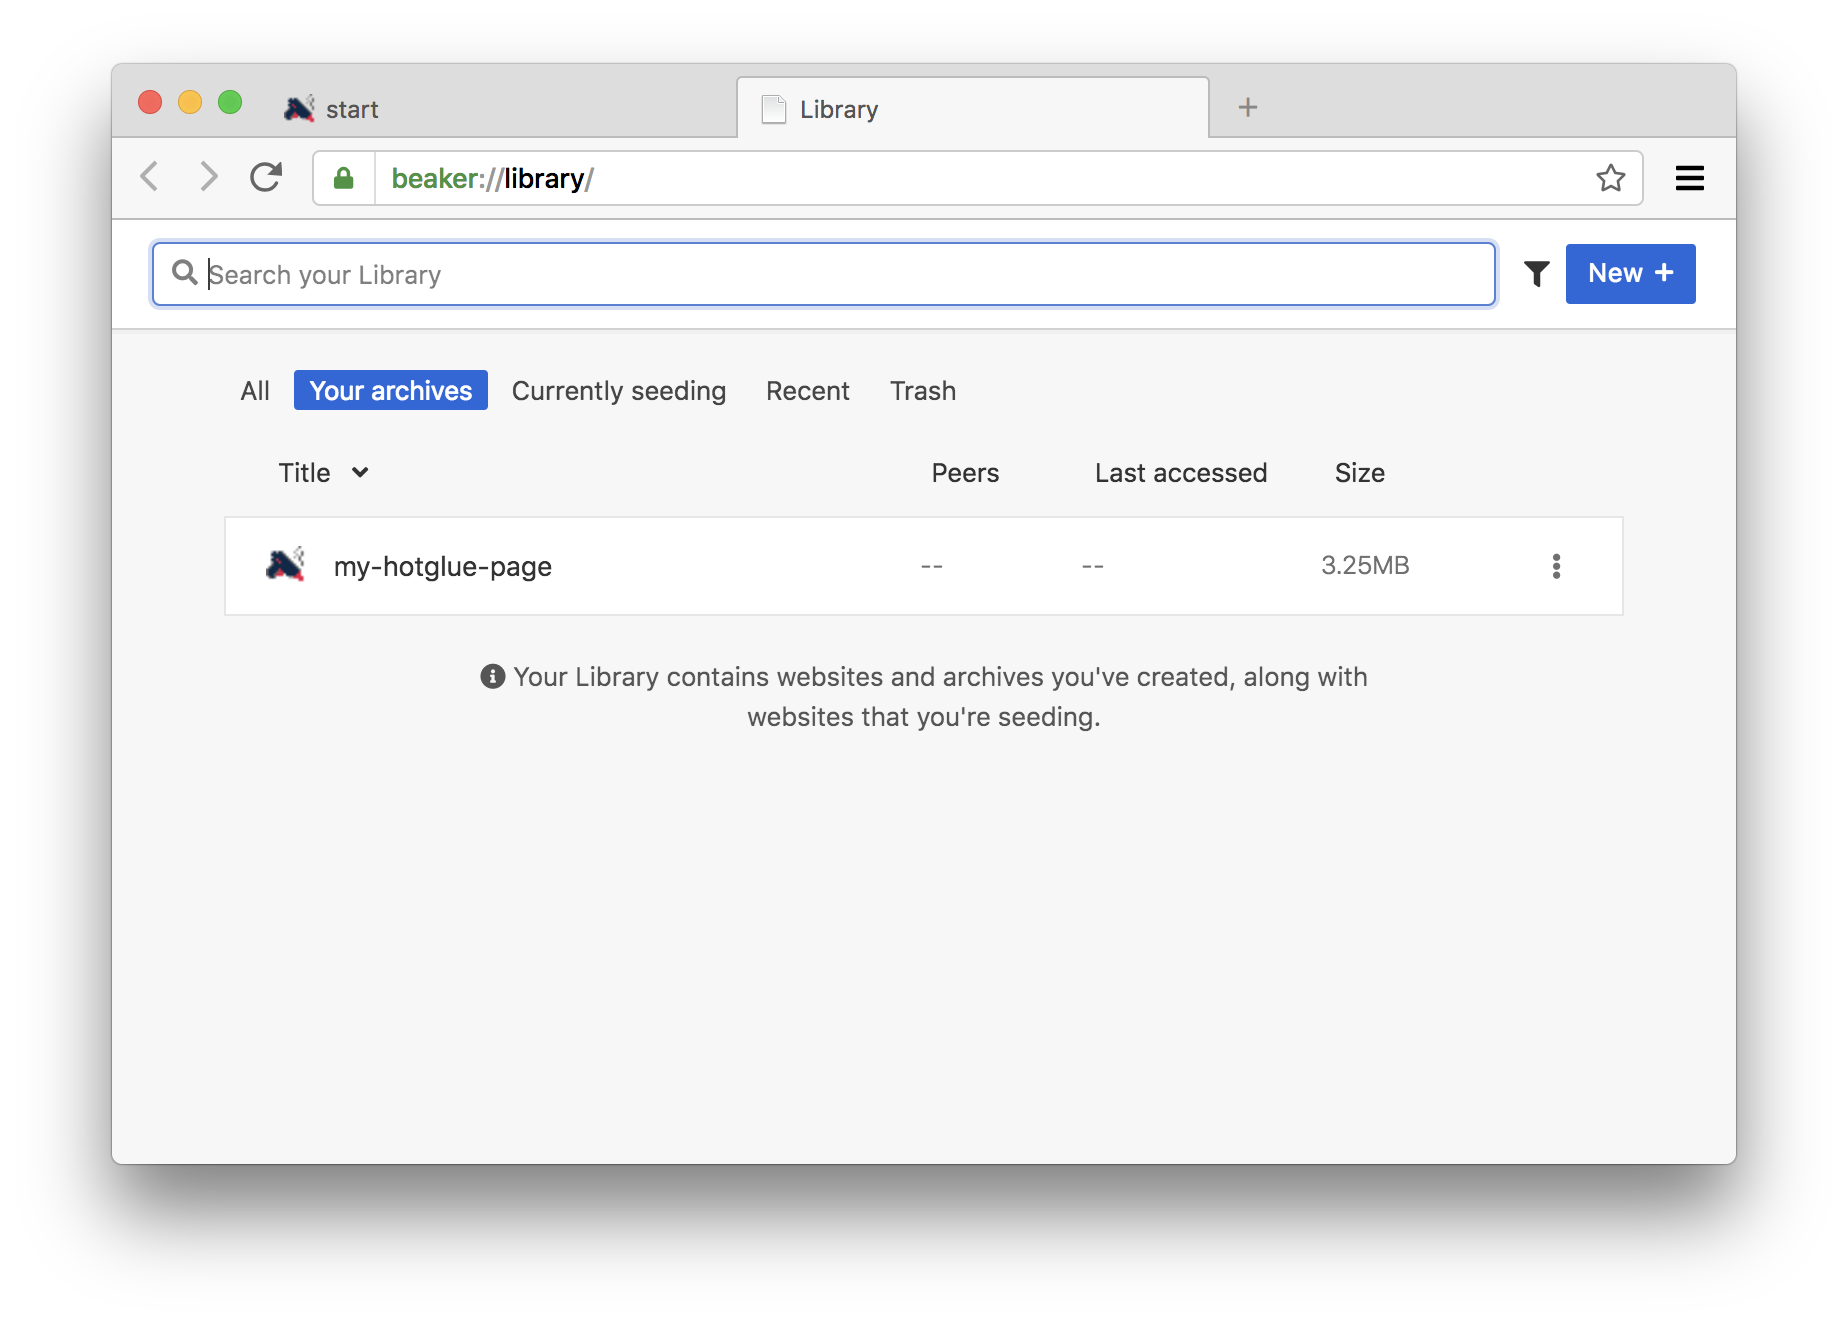 start
Library
+
beaker://library/
Search your Library
New +
All Your archives Currently seeding Recent Trash
Title Peers Last accessed Size
my-hotglue-page -- -- 3.25MB
Your Library contains websites and archives you've created, along with
websites that you're seeding.